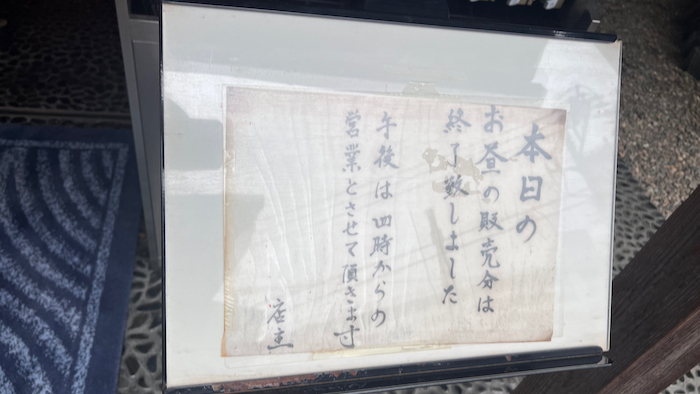 本日の
お昼の販売分は
終了致しました
午後は四時からの
営業とさせて頂きます
店主